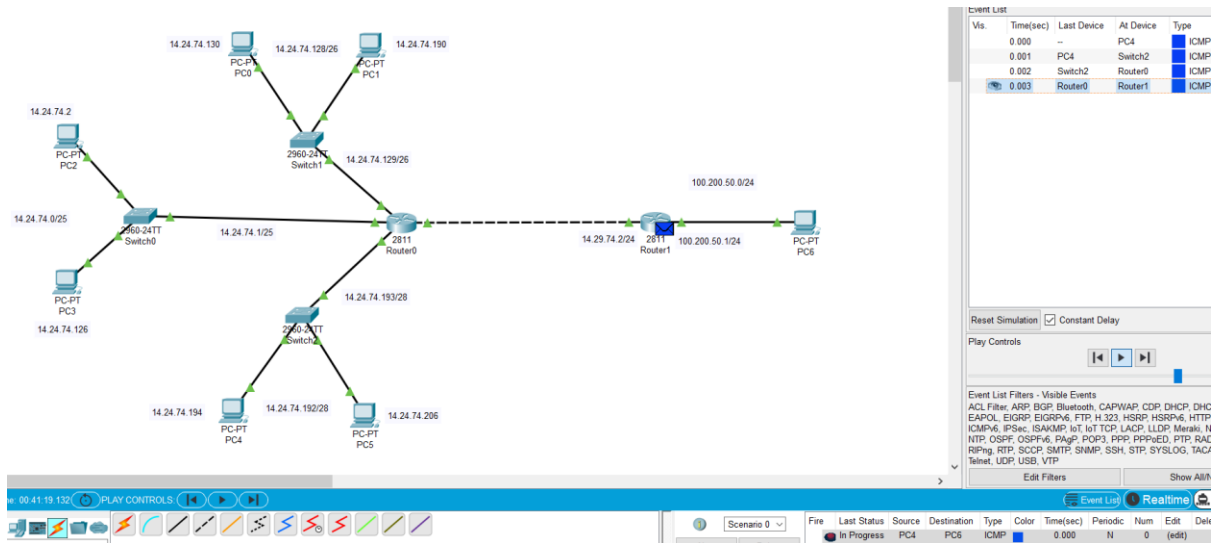 Event List
Vis. Time(sec) Last Device At Device Type
0.000 -- PC4 ICMP
0.001 PC4 Switch2 ICMP
0.002 Switch2 Router0 ICMP
0.003 Router0 Router1 ICMP
14.24.74.130
14.24.74.128/26
14.24.74.190
PC-PT
PC0
PC-PT
PC1
14.24.74.2
PC-PT
PC2
2960-24TT
Switch1
14.24.74.129/26
100.200.50.0/24
14.24.74.0/25
2960-24TT
Switch0
14.24.74.1/25
2811
Router0
14.29.74.2/24
2811
Router1
100.200.50.1/24
PC-PT
PC6
PC-PT
PC3
14.24.74.193/28
14.24.74.126
2960-24TT
14.24.74.194
14.24.74.192/28
14.24.74.206
PC-PT
PC4
PC-PT
PC5
Reset Simulation Constant Delay
Play Controls
Event List Filters - Visible Events
ACL Filter, ARP, BGP, Bluetooth, CAPWAP, CDP, DHCP,
EAPOL, EIGRP, EIGRPv6, FTP, H.323, HSRP, HSRPv6, HTTP
ICMPv6, IPSec, ISAKMP, IoT, IoT TCP, LACP, LLDP, Meraki,
NTP, OSPF, OSPFv6, PAgP, POP3, PPP, PPPoED, PTP,
RIPng, RTP, SCCP, SMTP, SNMP, SSH, STP, SYSLOG,
Telnet, UDP, USB, VTP
Edit Filters
00:41:19.132 PLAY CONTROLS:
Event List Realtime
Scenario 0
Fire Last Status Source Destination Type Color Time(sec) Periodic Num Edit
In Progress PC4 PC6 ICMP 0.000 N 0 (edit)